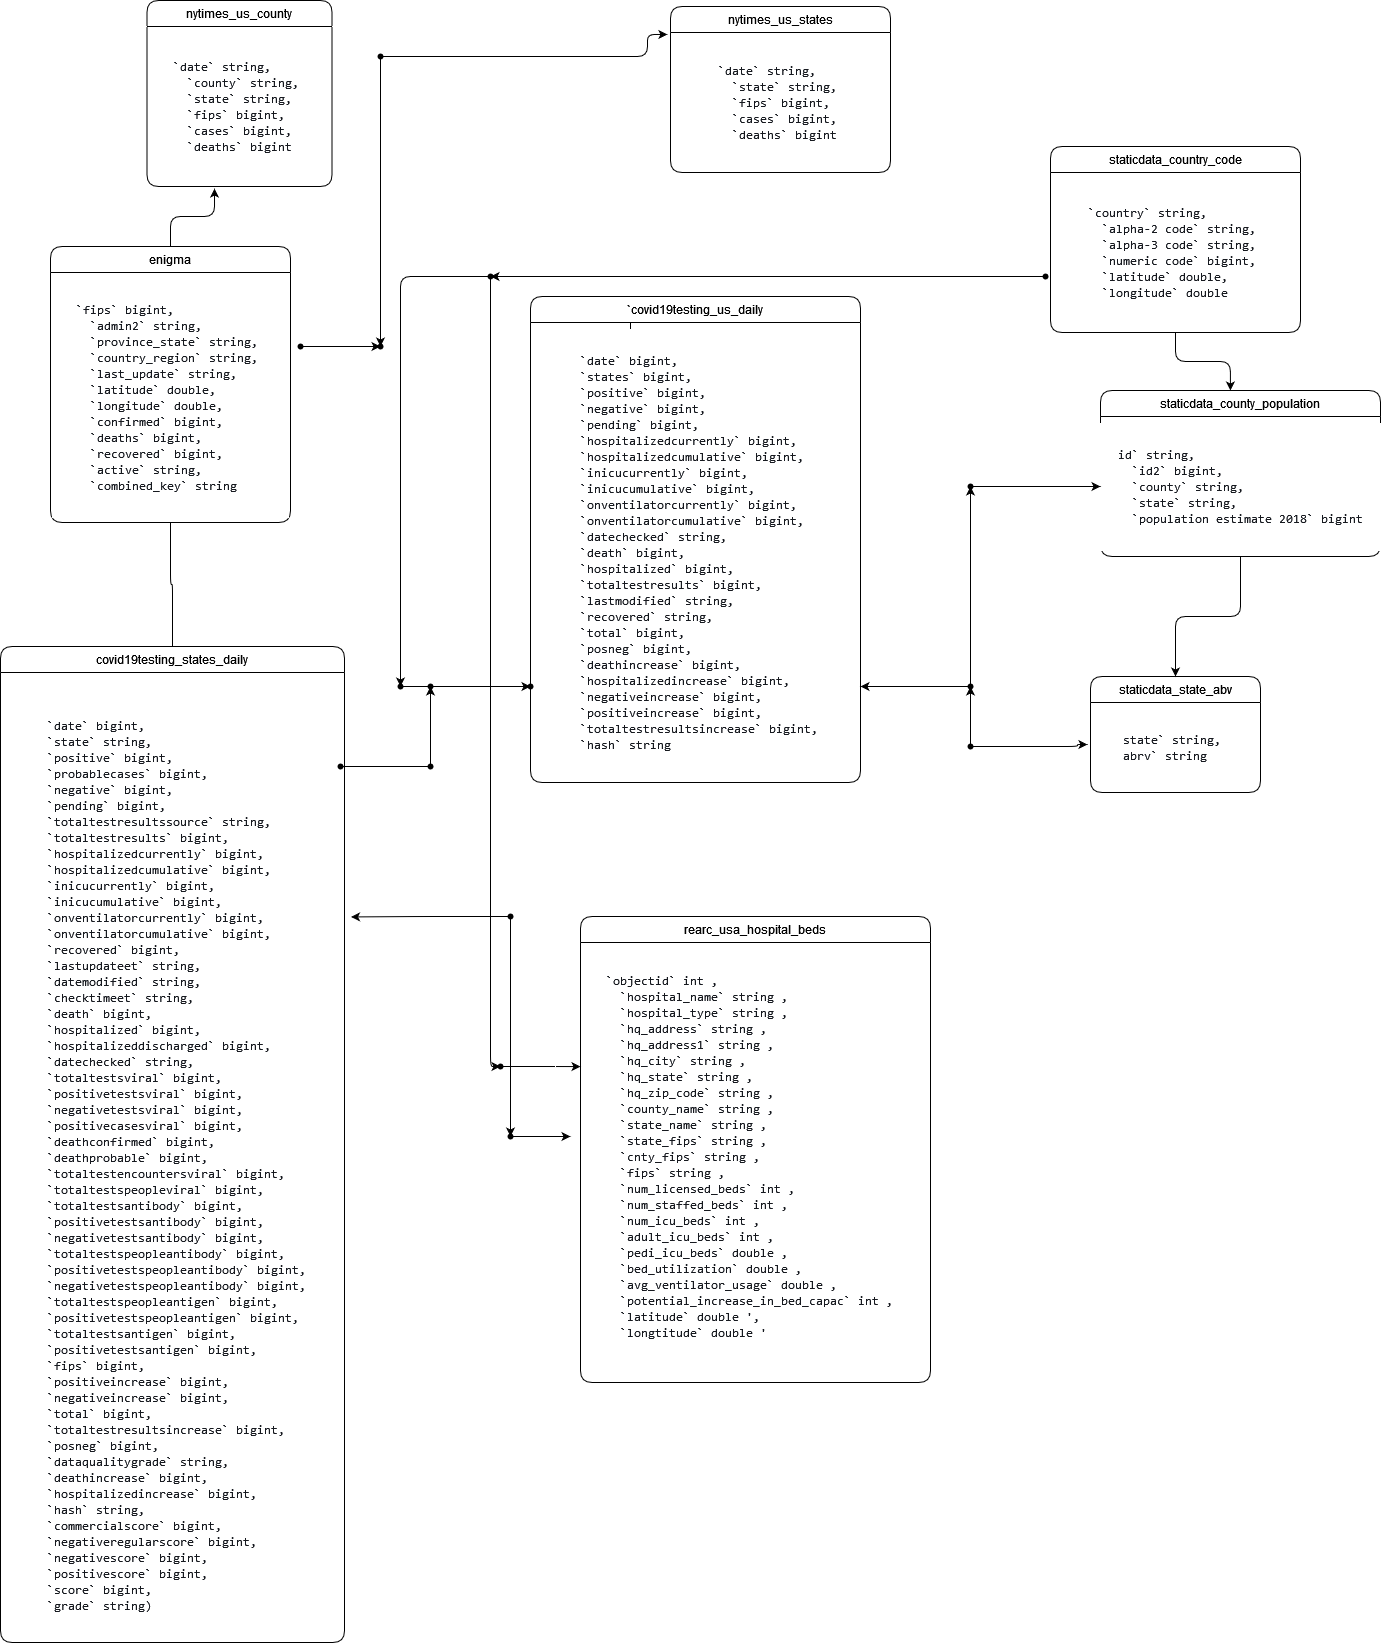 nytimes_us_county
`date` string,
`county` string,
`state` string,
`fips` bigint,
`cases` bigint,
`deaths` bigint
nytimes_us_states
`date` string,
`state` string,
`fips` bigint,
`cases` bigint,
`deaths` bigint
staticdata_country_code
`country` string,
`alpha-2 code` string,
`alpha-3 code` string,
`numeric code` bigint,
`latitude` double,
`longitude` double
enigma
`fips` bigint,
`admin2` string,
`province_state` string,
`country_region` string,
`last_update` string,
`latitude` double,
`longitude` double,
`confirmed` bigint,
`deaths` bigint,
`recovered` bigint,
`active` string,
`combined_key` string
`covid19testing_us_daily
`date` bigint,
`states` bigint,
`positive` bigint,
`negative` bigint,
`pending` bigint,
`hospitalizedcurrently` bigint,
`hospitalizedcumulative` bigint,
`inicucurrently` bigint,
`inicucumulative` bigint,
`onventilatorcurrently` bigint,
`onventilatorcumulative` bigint,
`datechecked` string,
`death` bigint,
`hospitalized` bigint,
`totaltestresults` bigint,
`lastmodified` string,
`recovered` string,
`total` bigint,
`posneg` bigint,
`deathincrease` bigint,
`hospitalizedincrease` bigint,
`negativeincrease` bigint,
`positiveincrease` bigint,
`totaltestresultsincrease` bigint,
`hash` string
staticdata_county_population
id` string,
`id2` bigint,
`county` string,
`state` string,
`population estimate 2018` bigint
staticdata_state_abv
state` string,
abrv` string
covid19testing_states_daily
`date` bigint,
`state` string,
`positive` bigint,
`probablecases` bigint,
`negative` bigint,
`pending` bigint,
`totaltestresultssource` string,
`totaltestresults` bigint,
`hospitalizedcurrently` bigint,
`hospitalizedcumulative` bigint,
`inicucurrently` bigint,
`inicucumulative` bigint,
`onventilatorcurrently` bigint,
`onventilatorcumulative` bigint,
`recovered` bigint,
`lastupdateet` string,
`datemodified` string,
`checktimeet` string,
`death` bigint,
`hospitalized` bigint,
`hospitalizeddischarged` bigint,
`datechecked` string,
`totaltestsviral` bigint,
`positivetestsviral` bigint,
`negativetestsviral` bigint,
`positivecasesviral` bigint,
`deathconfirmed` bigint,
`deathprobable` bigint,
`totaltestencountersviral` bigint,
`totaltestspeopleviral` bigint,
`totaltestsantibody` bigint,
`positivetestsantibody` bigint,
`negativetestsantibody` bigint,
`totaltestspeopleantibody` bigint,
`positivetestspeopleantibody` bigint,
`negativetestspeopleantibody` bigint,
`totaltestspeopleantigen` bigint,
`positivetestspeopleantigen` bigint,
`totaltestsantigen` bigint,
`positivetestsantigen` bigint,
`fips` bigint,
`positiveincrease` bigint,
`negativeincrease` bigint,
`total` bigint,
`totaltestresultsincrease` bigint,
`posneg` bigint,
`dataqualitygrade` string,
`deathincrease` bigint,
`hospitalizedincrease` bigint,
`hash` string,
`commercialscore` bigint,
`negativeregularscore` bigint,
`negativescore` bigint,
`positivescore` bigint,
`score` bigint,
`grade` string)
rearc_usa_hospital_beds
`objectid` int ,
`hospital_name` string ,
`hospital_type` string ,
`hq_address` string ,
`hq_address1` string ,
`hq_city` string ,
`hq_state` string ,
`hq_zip_code` string ,
`county_name` string ,
`state_name` string ,
`state_fips` string ,
`cnty_fips` string ,
`fips` string ,
`num_licensed_beds` int ,
`num_staffed_beds` int ,
`num_icu_beds` int ,
`adult_icu_beds` int ,
`pedi_icu_beds` double ,
`bed_utilization` double ,
`avg_ventilator_usage` double ,
`potential_increase_in_bed_capac` int ,
`latitude` double ',
`longtitude` double '